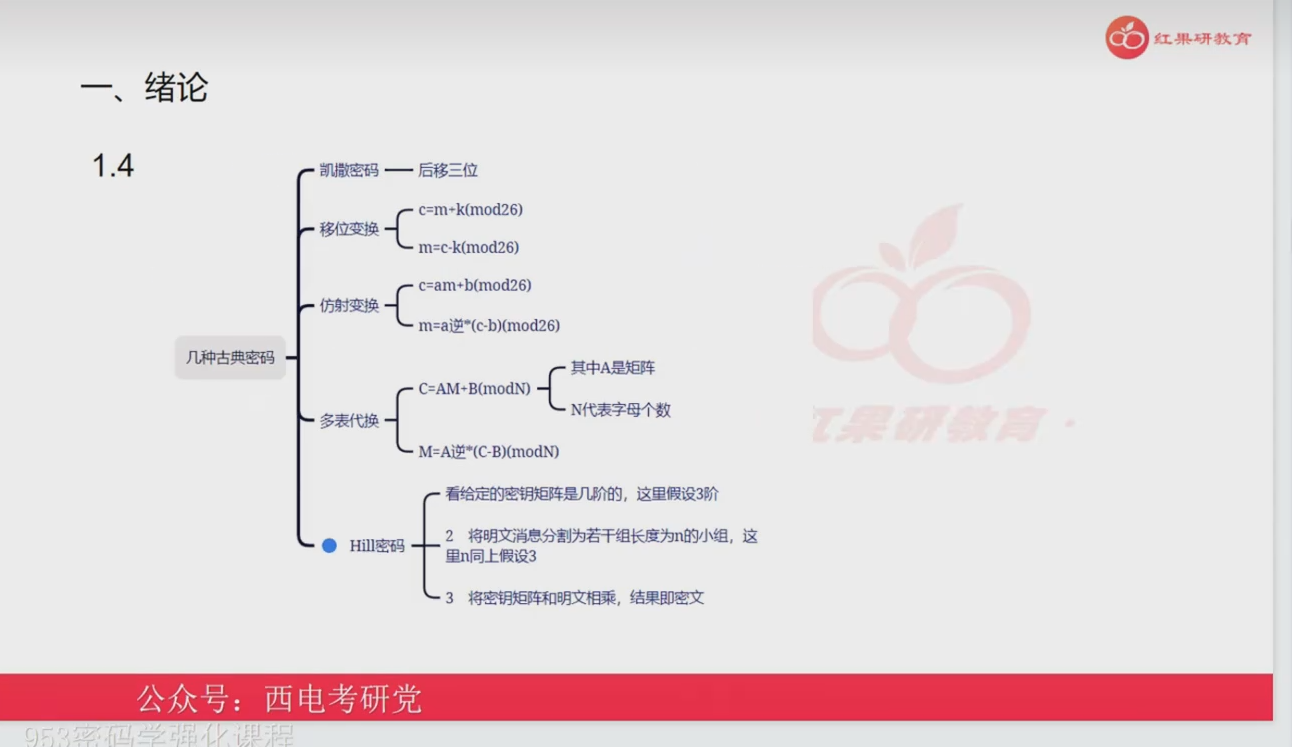 红果研教育
一、绪论
1.4
凯撒密码
后移三位
移位变换
c=m+k(mod26)
m=c-k(mod26)
仿射变换
c=am+b(mod26)
m=a逆*(c-b)(mod26)
几种古典密码
多表代换
C=AM+B(modN)
其中A是矩阵
N代表字母个数
M=A逆*(C-B)(modN)
Hill密码
看给定的密钥矩阵是几阶的，这里假设3阶
2 将明文消息分割为若干组长度为n的小组，这
里n同上假设3
3 将密钥矩阵和明文相乘，结果即密文
红果研教育·
公众号：西电考研党
953密码学强化课程